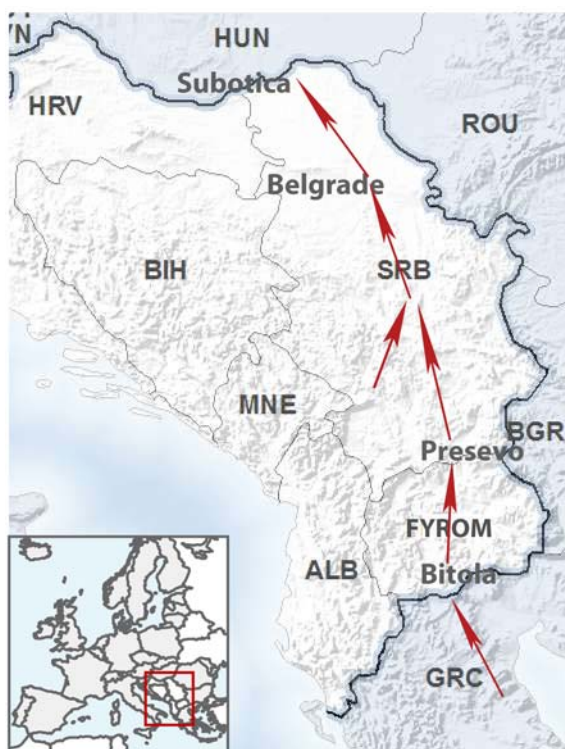 HUN
Subotica
HRV
ROU
Belgrade
BIH
SRB
MNE
Presevo
BGR
FYROM
ALB
Bitola
GRC